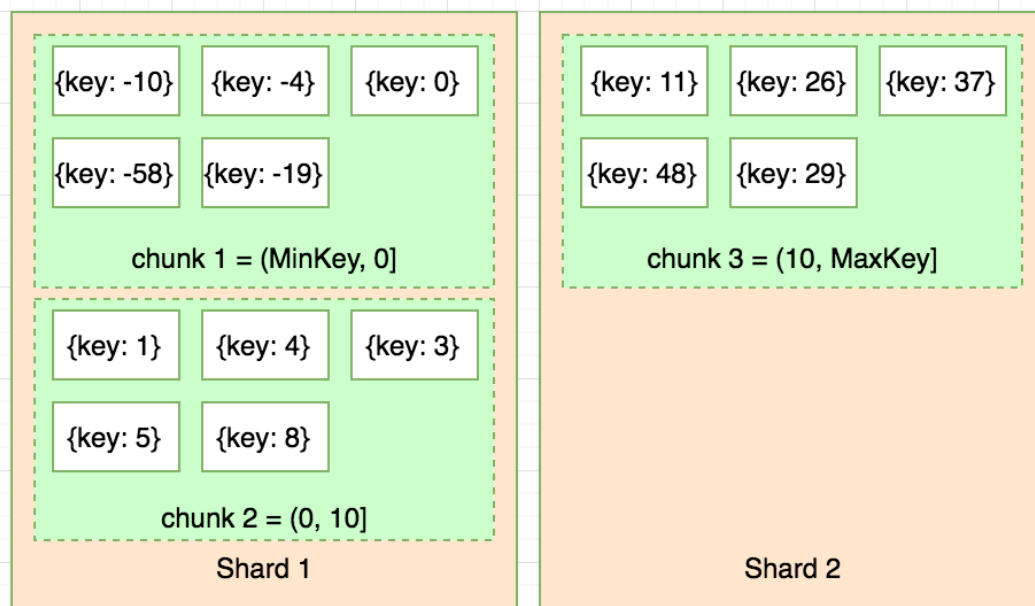 {key: -10} {key: -4} {key: 0}
{key: -58} {key: -19}
chunk 1 = (MinKey, 0]
{key: 1} {key: 4} {key: 3}
{key: 5} {key: 8}
chunk 2 = (0, 10]
Shard 1
{key: 11} {key: 26} {key: 37}
{key: 48} {key: 29}
chunk 3 = (10, MaxKey]
Shard 2